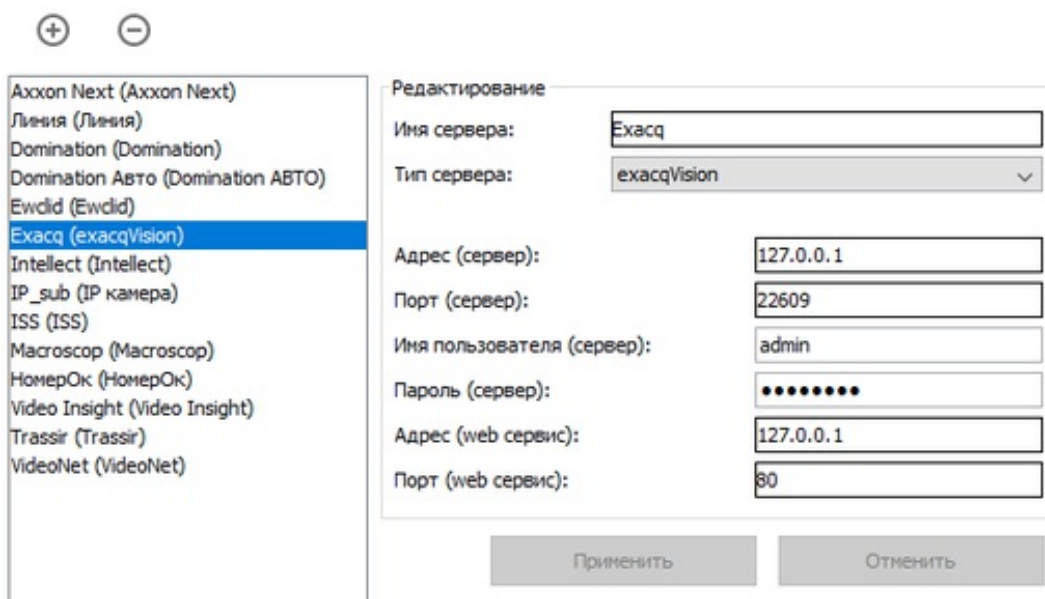 Axxon Next (Axxon Next)
Линия (Линия)
Domination (Domination)
Domination Авто (Domination АВТО)
Ewclid (Ewclid)
Exacq (exacqVision)
Intellect (Intellect)
IP_sub (IP камера)
ISS (ISS)
Macroscop (Macroscop)
НомерОк (НомерОк)
Video Insight (Video Insight)
Trassir (Trassir)
VideoNet (VideoNet)
Редактирование
Имя сервера: Exacq
Тип сервера: exacqVision
Адрес (сервер): 127.0.0.1
Порт (сервер): 22609
Имя пользователя (сервер): admin
Пароль (сервер): ●●●●●●●●
Адрес (web сервис): 127.0.0.1
Порт (web сервис): 80
Применить Отменить